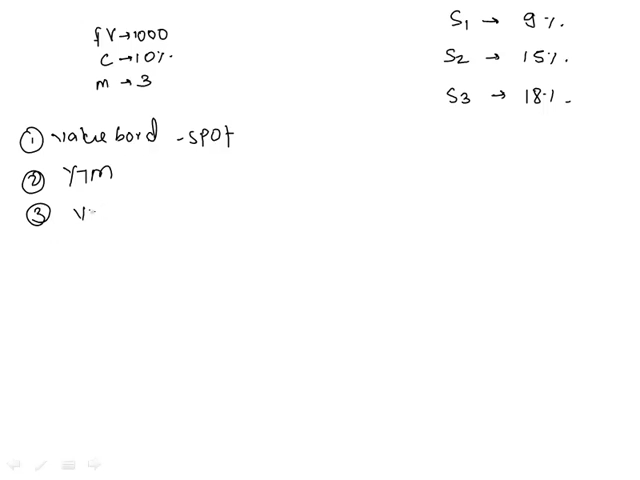 FV→1000
C→10%.
m→3
S1 → 9%.
S2 → 15%.
S3 → 18%.
① value bond - spot
② YTM
③ V